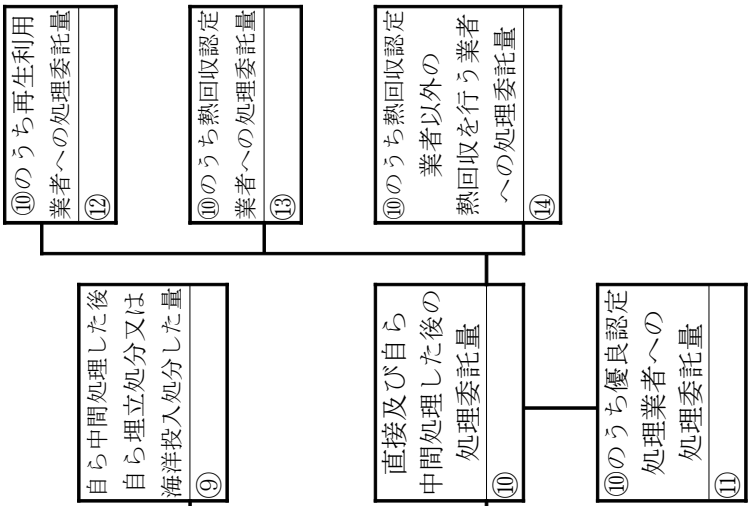 ⑩のうち再生利用
業者への処理委託量
⑫
⑩のうち熱回収認定
業者への処理委託量
⑬
⑩のうち熱回収認定
業者以外の
熱回収を行う業者
への処理委託量
⑭
自ら中間処理した後
自ら埋立処分又は
海洋投入処分した量
⑨
直接及び自ら
中間処理した後の
処理委託量
⑩
⑩のうち優良認定
処理業者への
処理委託量
⑪